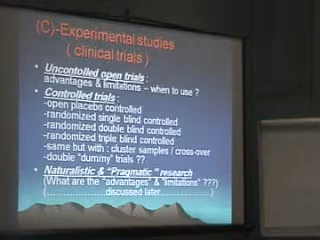 (C)-Experimental studies
( clinical trials )
• Uncontolled open trials :
advantages & limitations – when to use ?
• Controlled trials :
-open placebo controlled
-randomized single blind controlled
-randomized double blind controlled
-randomized triple blind controlled
-same but with : cluster samples / cross-over
-double "dummy" trials ??
• Naturalistic & "Pragmatic" research
(What are the "advantages" & "limitations" ???)
(...................discussed later................)